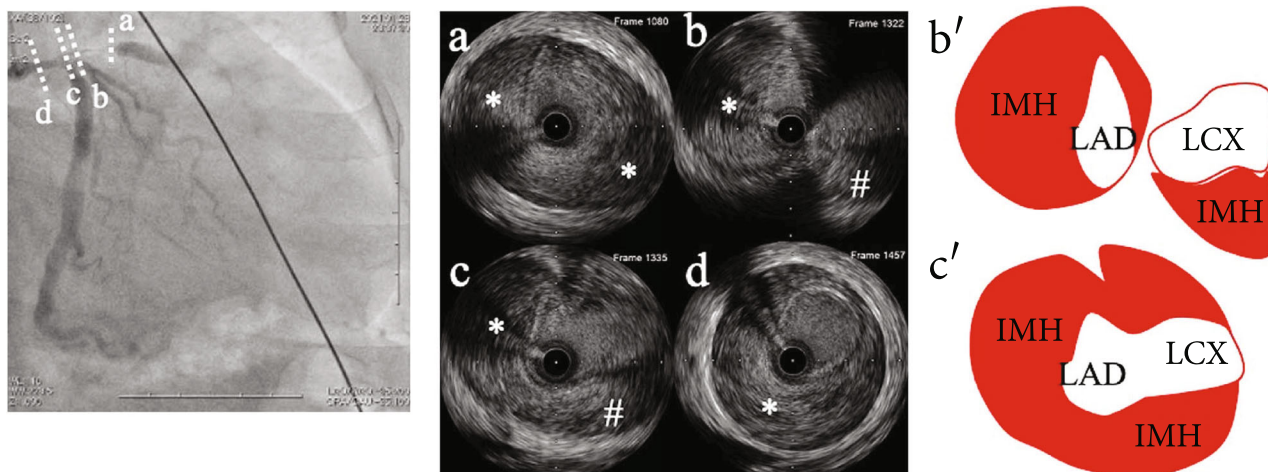 a
d
c
b
a
Frame 1080
*
*
b
Frame 1322
*
#
c
Frame 1335
*
#
d
Frame 1457
*
b′
IMH
LAD
LCX
IMH
c′
IMH
LAD
LCX
IMH